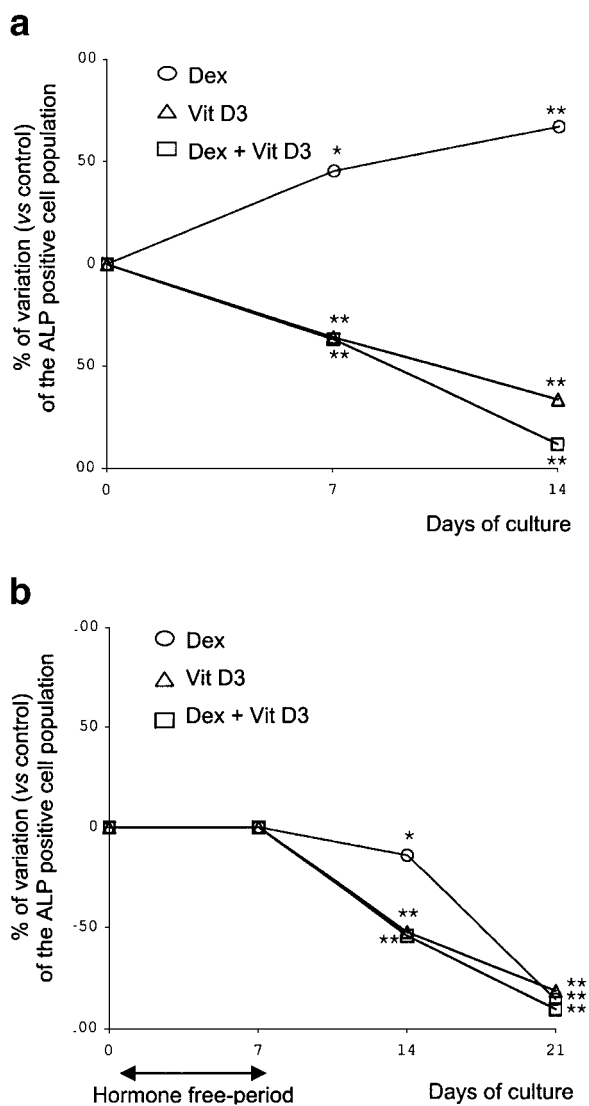 a
% of variation (vs control)
of the ALP positive cell population
00
50
0
50
00
Dex
Vit D3
Dex + Vit D3
*
**
**
**
**
**
0
7
14
Days of culture
b
% of variation (vs control)
of the ALP positive cell population
.00
50
0
-50
.00
Dex
Vit D3
Dex + Vit D3
*
**
**
**
**
**
0
7
14
21
Hormone free-period
Days of culture